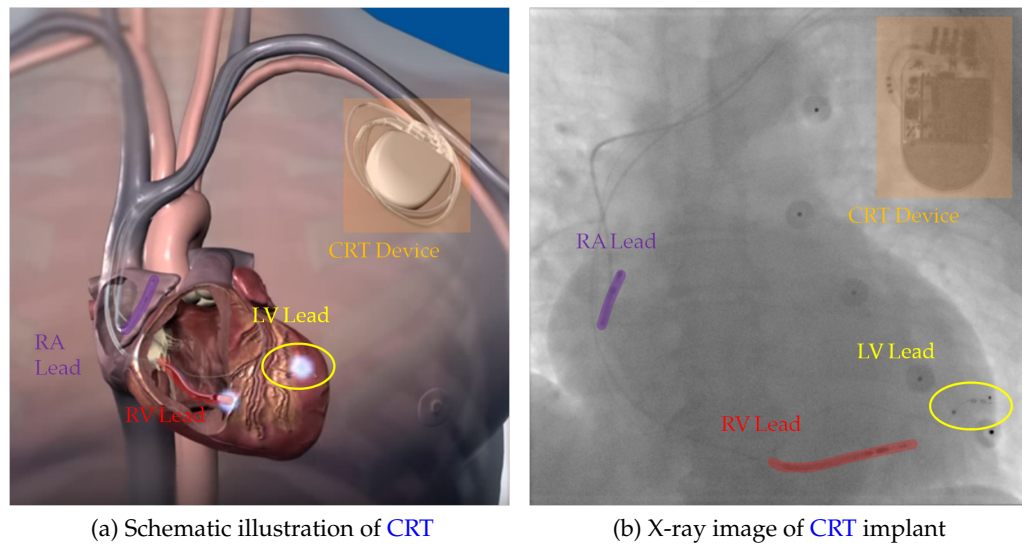 CRT Device
LV Lead
RA
Lead
RV Lead
(a) Schematic illustration of CRT
CRT Device
RA Lead
LV Lead
RV Lead
(b) X-ray image of CRT implant